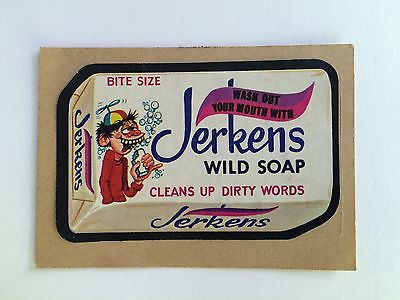 BITE SIZE
WASH OUT
YOUR MOUTH WITH
Jerkens
WILD SOAP
CLEANS UP DIRTY WORDS
Jerkens
Jerkens